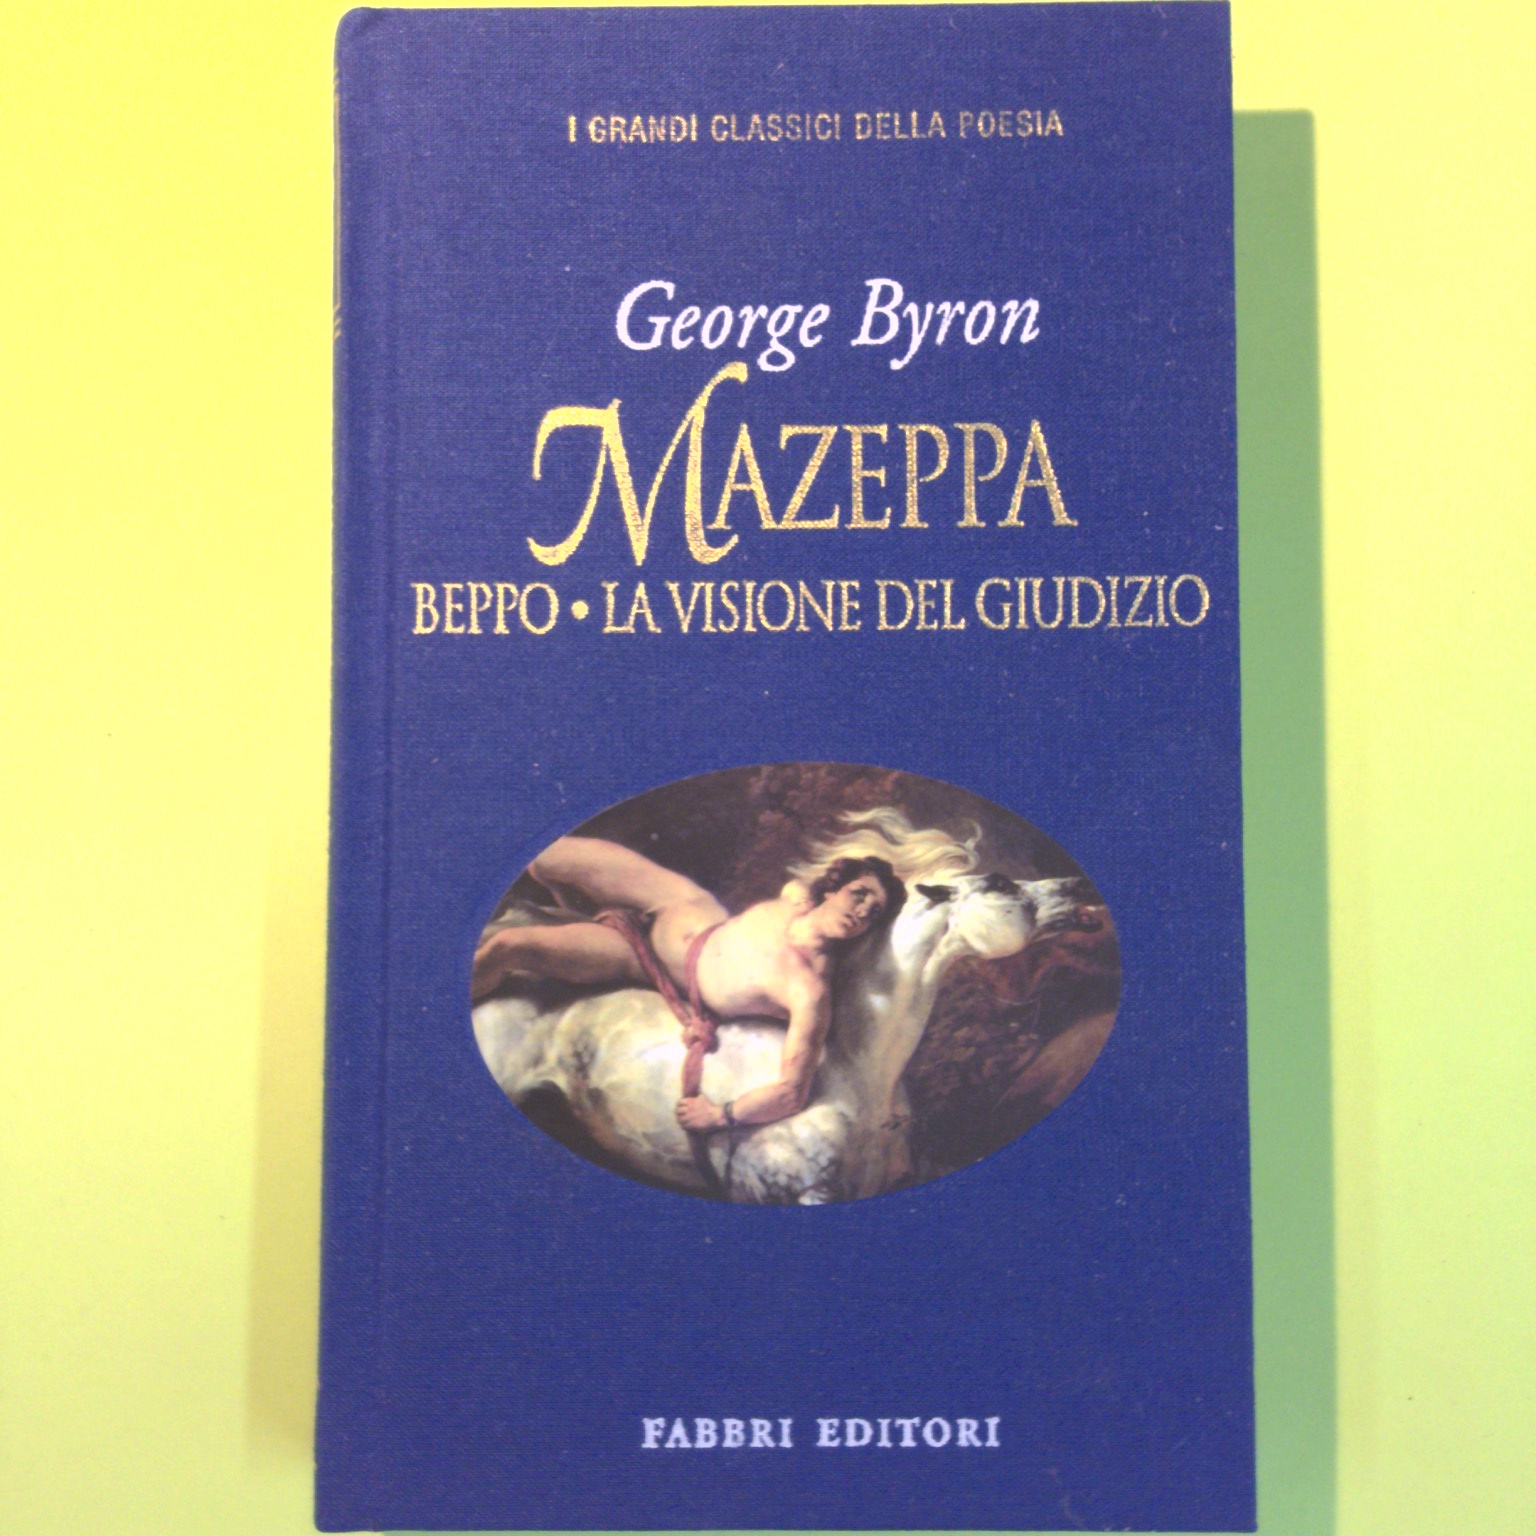 I GRANDI CLASSICI DELLA POESIA
George Byron
MAZEPPA
BEPPO • LA VISIONE DEL GIUDIZIO
FABBRI EDITORI